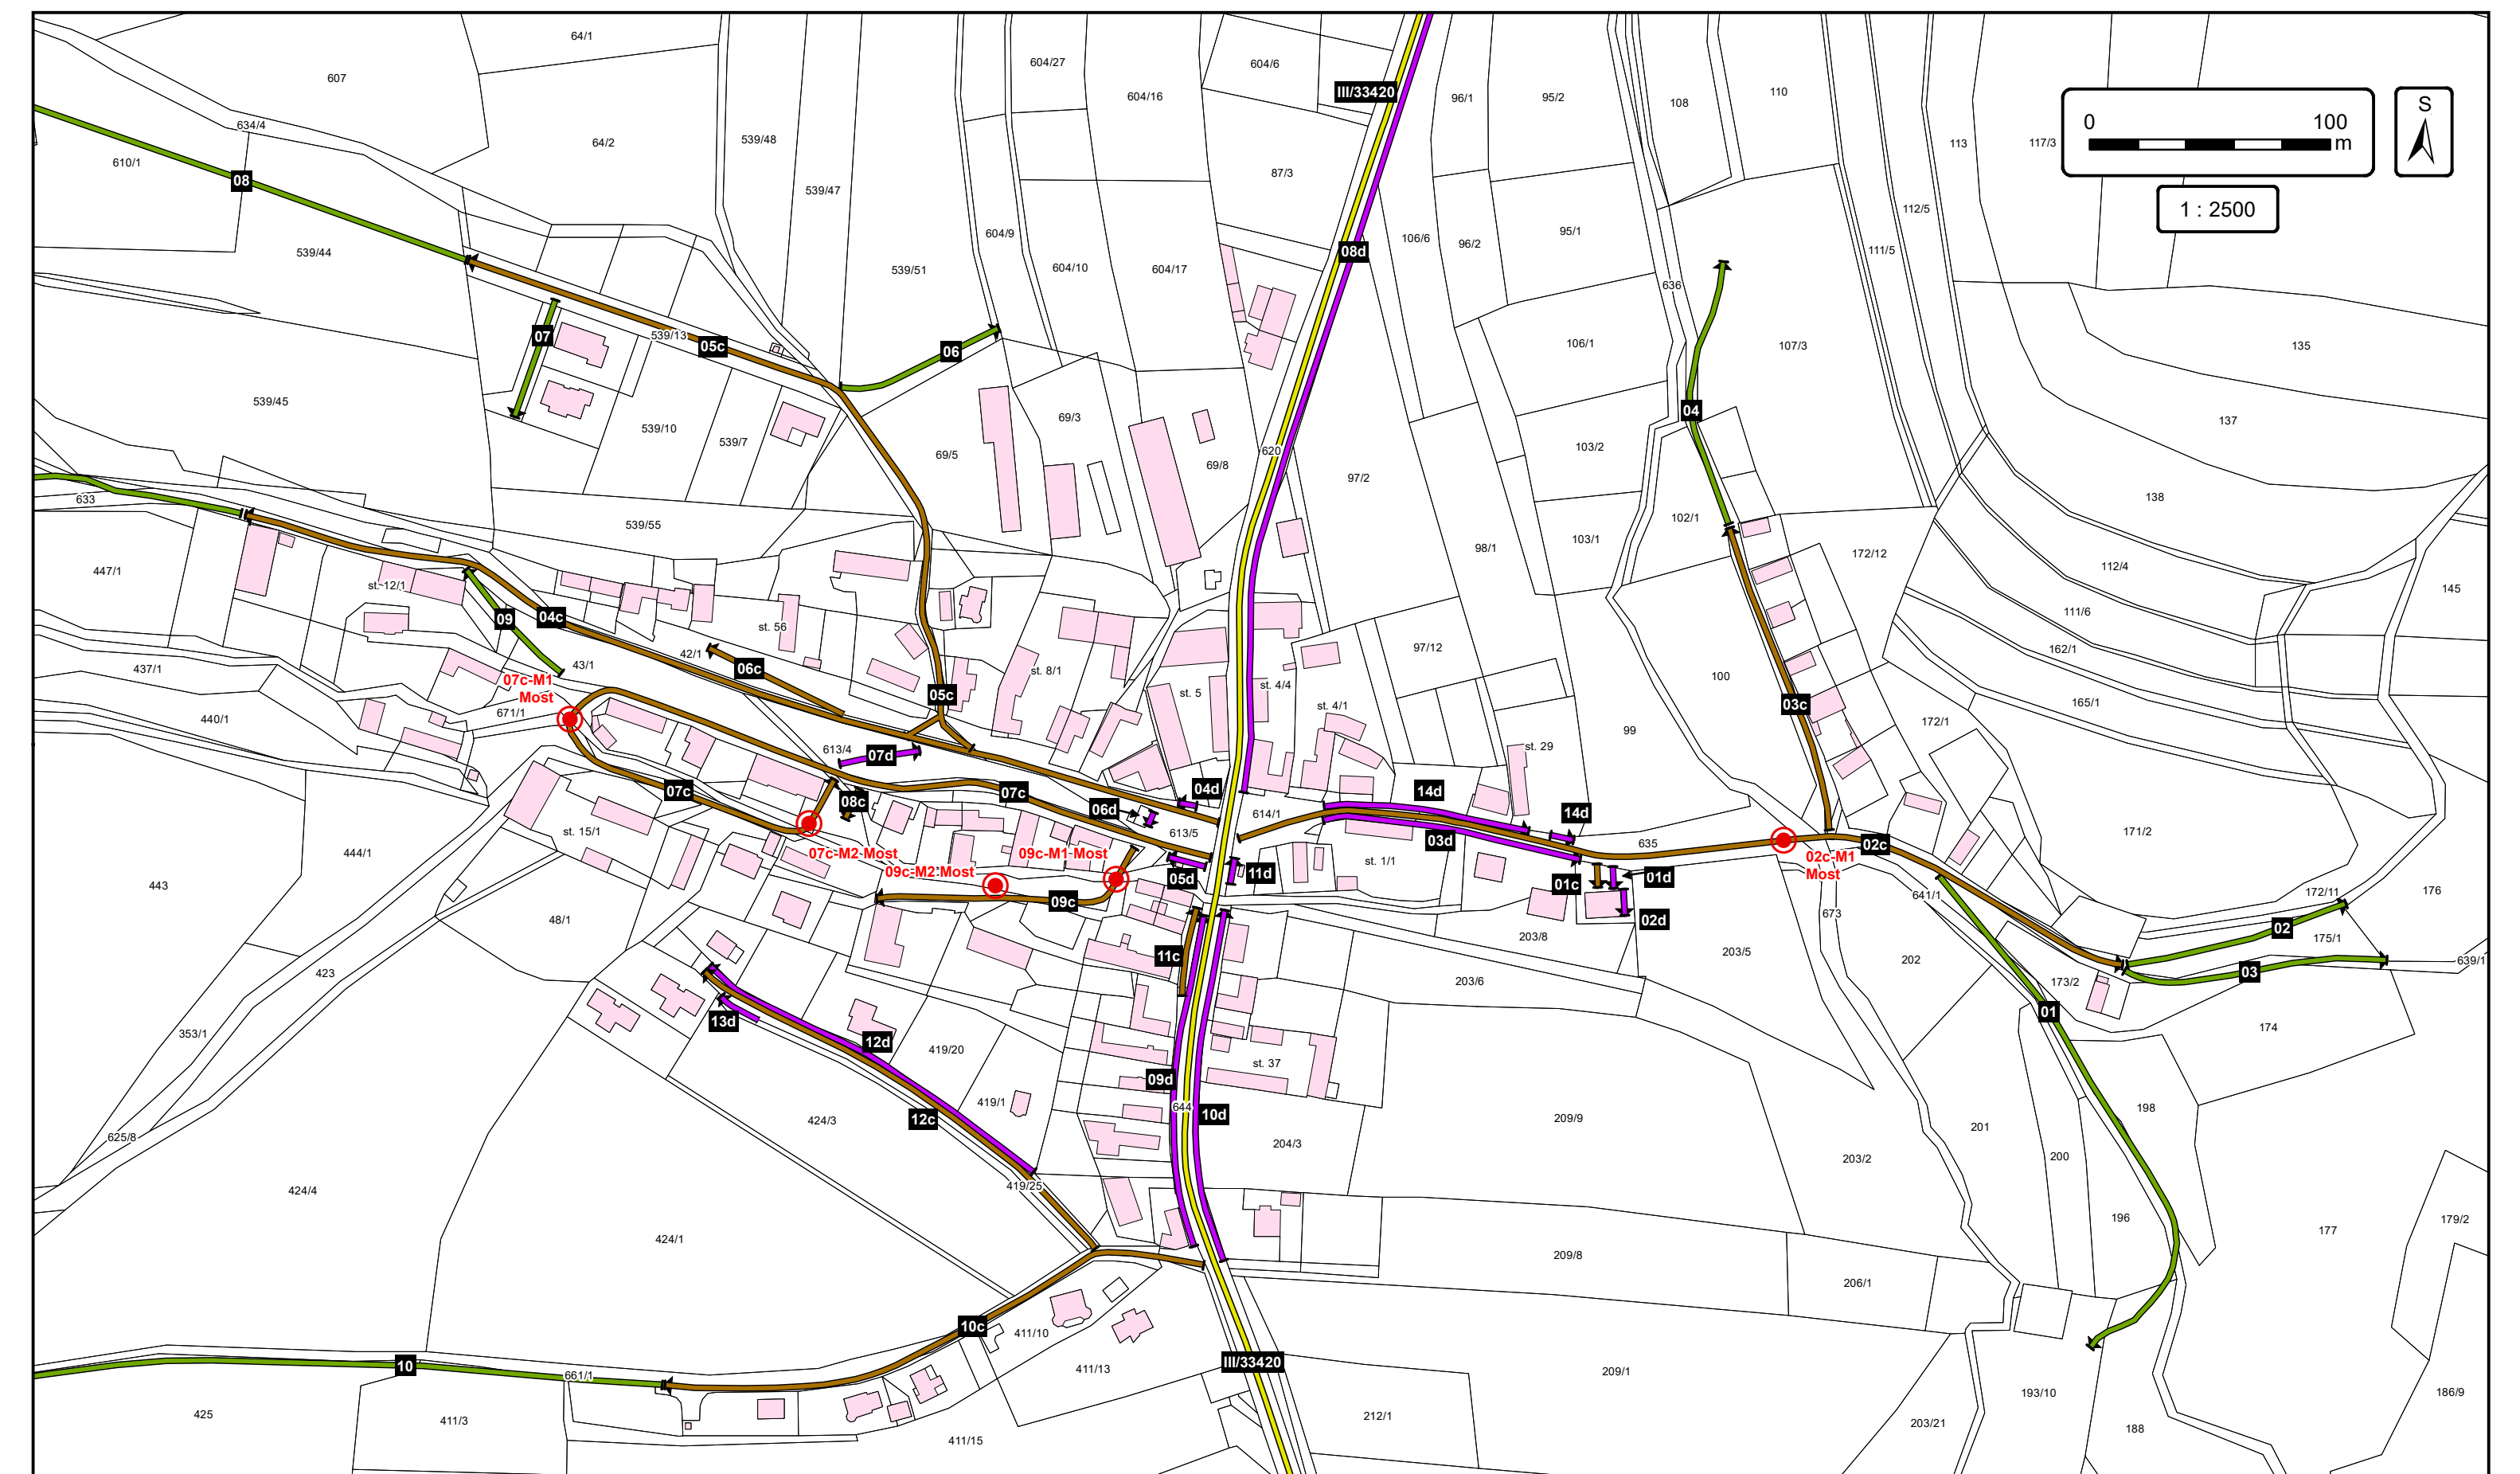 64/1
607
604/27
604/6
III/33420
604/16
96/1
95/2
108
110
S
0 100
m
634/4
610/1
64/2
539/48
113
117/3
08
87/3
539/47
1 : 2500
112/5
539/44
604/9
604/10
604/17
08d
106/6
96/2
95/1
111/5
539/51
636
07
539/13
05c
06
106/1
107/3
135
539/45
69/3
04
137
539/10
539/7
69/5
69/8
620
97/2
103/2
138
633
539/55
98/1
103/1
102/1
172/12
447/1
st. 12/1
112/4
145
09
04c
st. 56
111/6
437/1
43/1
42/1
06c
st. 8/1
97/12
162/1
07c-M1
Most
05c
st. 5
st. 4/4
100
03c
165/1
440/1
671/1
st. 4/1
172/1
613/4
07d
st. 29
99
07c
08c
07c
04d
14d
06d
614/1
14d
613/5
03d
635
171/2
st. 15/1
444/1
07c-M2-Most
09c-M1-Most
02c
443
09c-M2-Most
05d
11d
st. 1/1
01c
01d
02c-M1
Most
641/1
172/11
176
09c
48/1
02d
673
02
203/8
175/1
11c
203/5
202
639/1
423
203/6
173/2
03
01
13d
353/1
12d
174
419/20
st. 37
09d
419/1
644
10d
198
12c
424/3
209/9
201
625/8
204/3
203/2
200
424/4
419/25
196
179/2
424/1
209/8
177
206/1
10c
411/10
10
III/33420
411/13
661/1
209/1
193/10
186/9
425
411/3
212/1
203/21
188
411/15